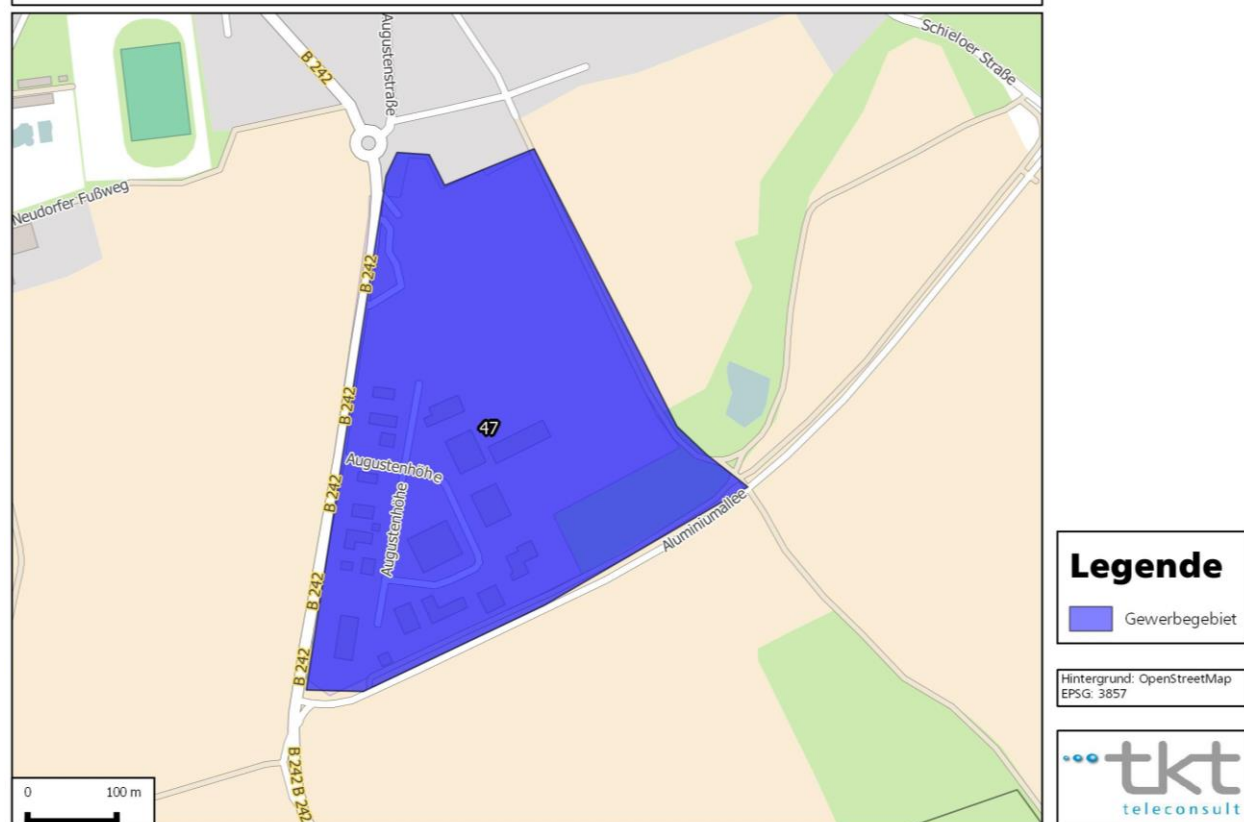 Schieloer Straße
B 242
Augustenstraße
Neudorfer Fußweg
B 242
B 242
47
Augustenhöhe
B 242
Augustenhöhe
Aluminiumallee
B 242
B 242
B 242 B 242
0 100 m
Legende
Gewerbegebiet
Hintergrund: OpenStreetMap
EPSG: 3857
tkt
teleconsult